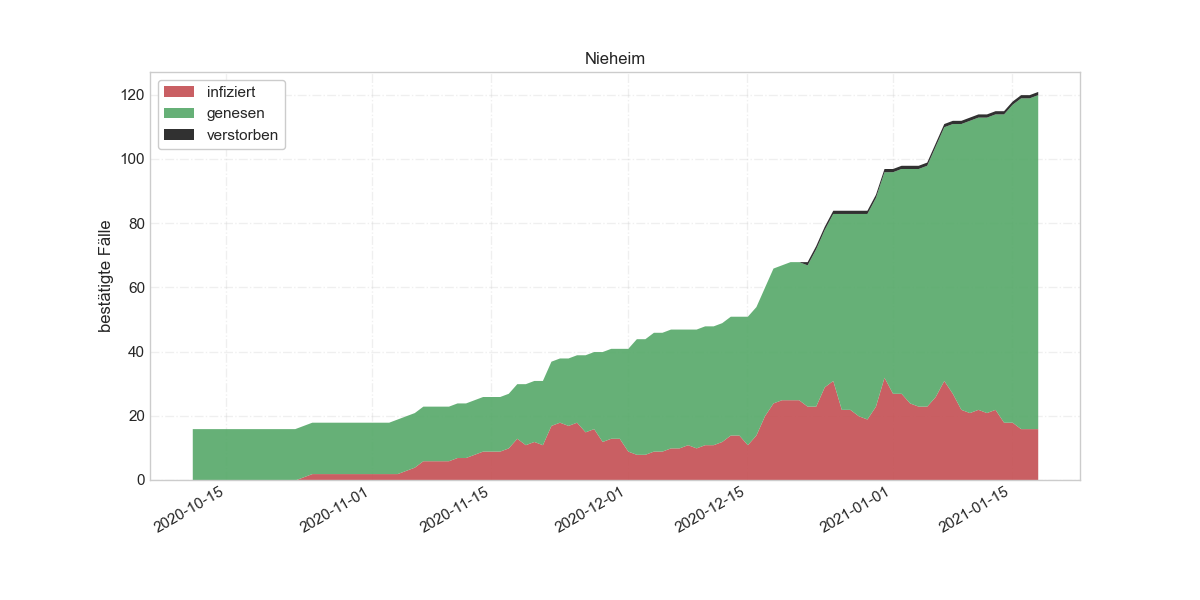 Nieheim
infiziert
genesen
verstorben
bestätigte Fälle
120
100
80
60
40
20
0
2020-10-15
2020-11-01
2020-11-15
2020-12-01
2020-12-15
2021-01-01
2021-01-15